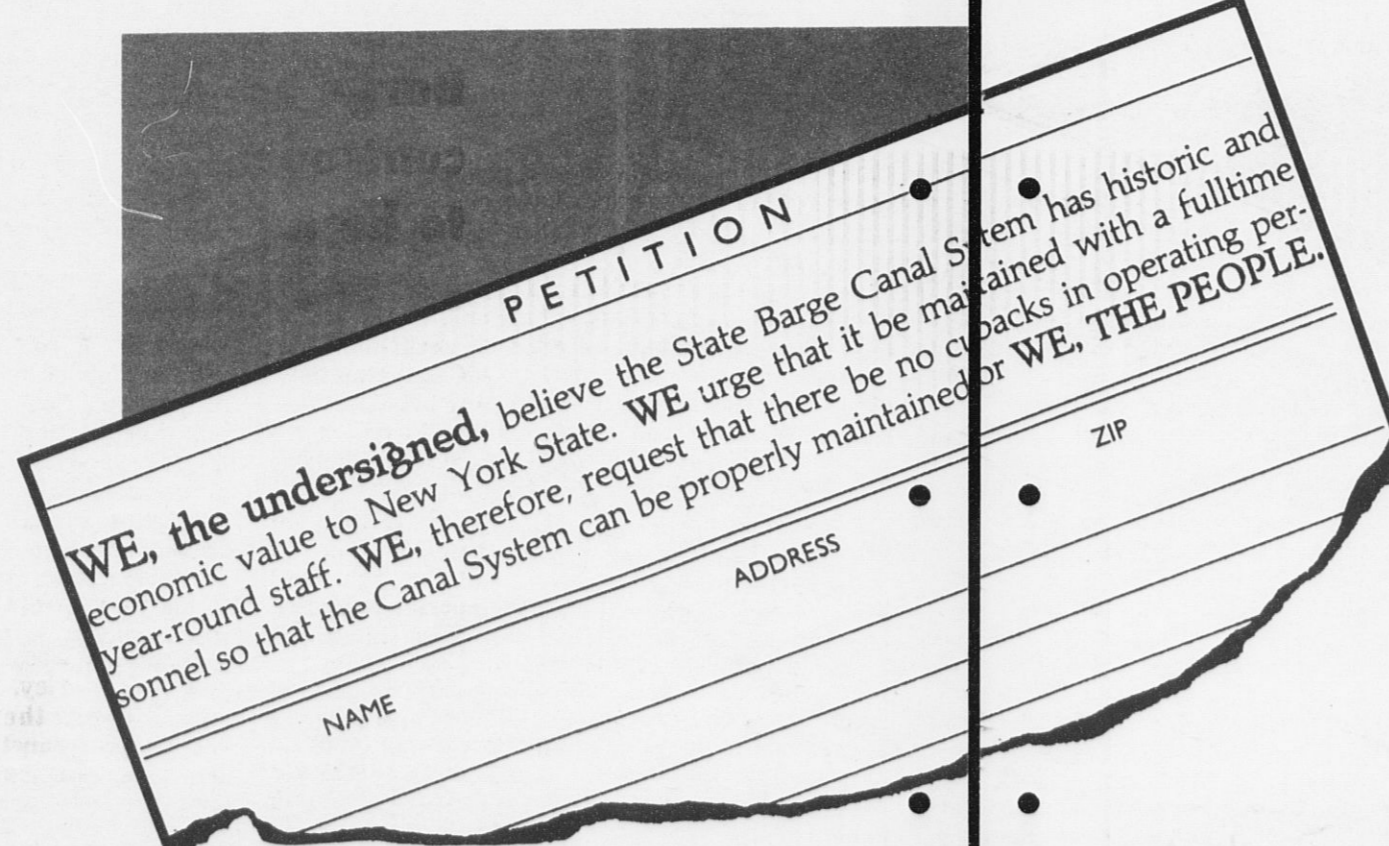 PETITION
WE, the undersigned, believe the State Barge Canal Sytem has historic and
economic value to New York State. WE urge that it be maintained with a fulltime
year-round staff. WE, therefore, request that there be no cutbacks in operating per-
sonnel so that the Canal System can be properly maintained for WE, THE PEOPLE.
NAME ADDRESS ZIP